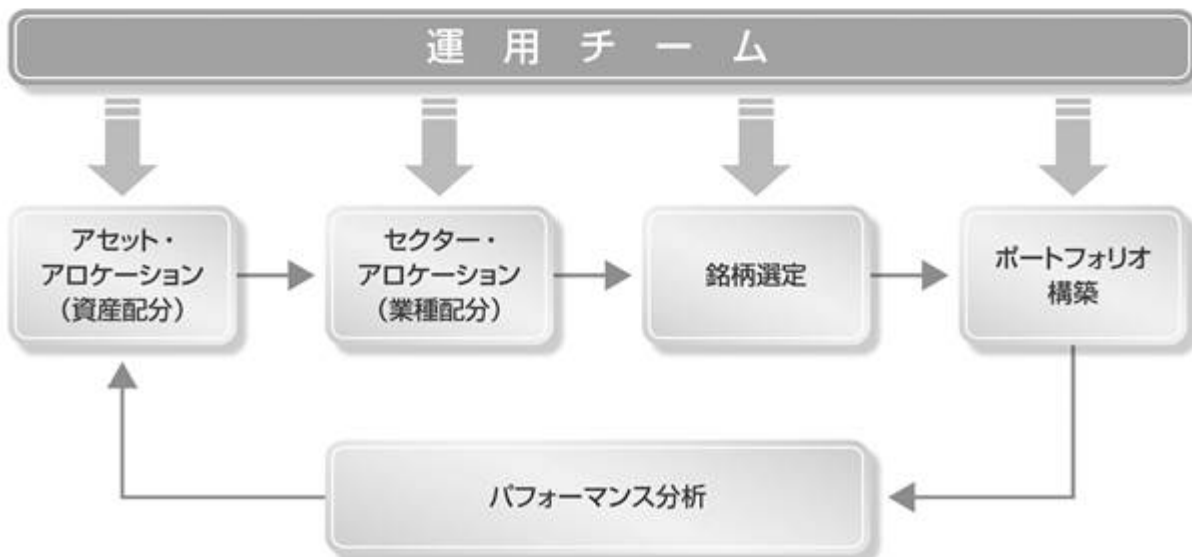 運用チーム
アセット・
アロケーション
（資産配分）
セクター・
アロケーション
（業種配分）
銘柄選定
ポートフォリオ
構築
パフォーマンス分析